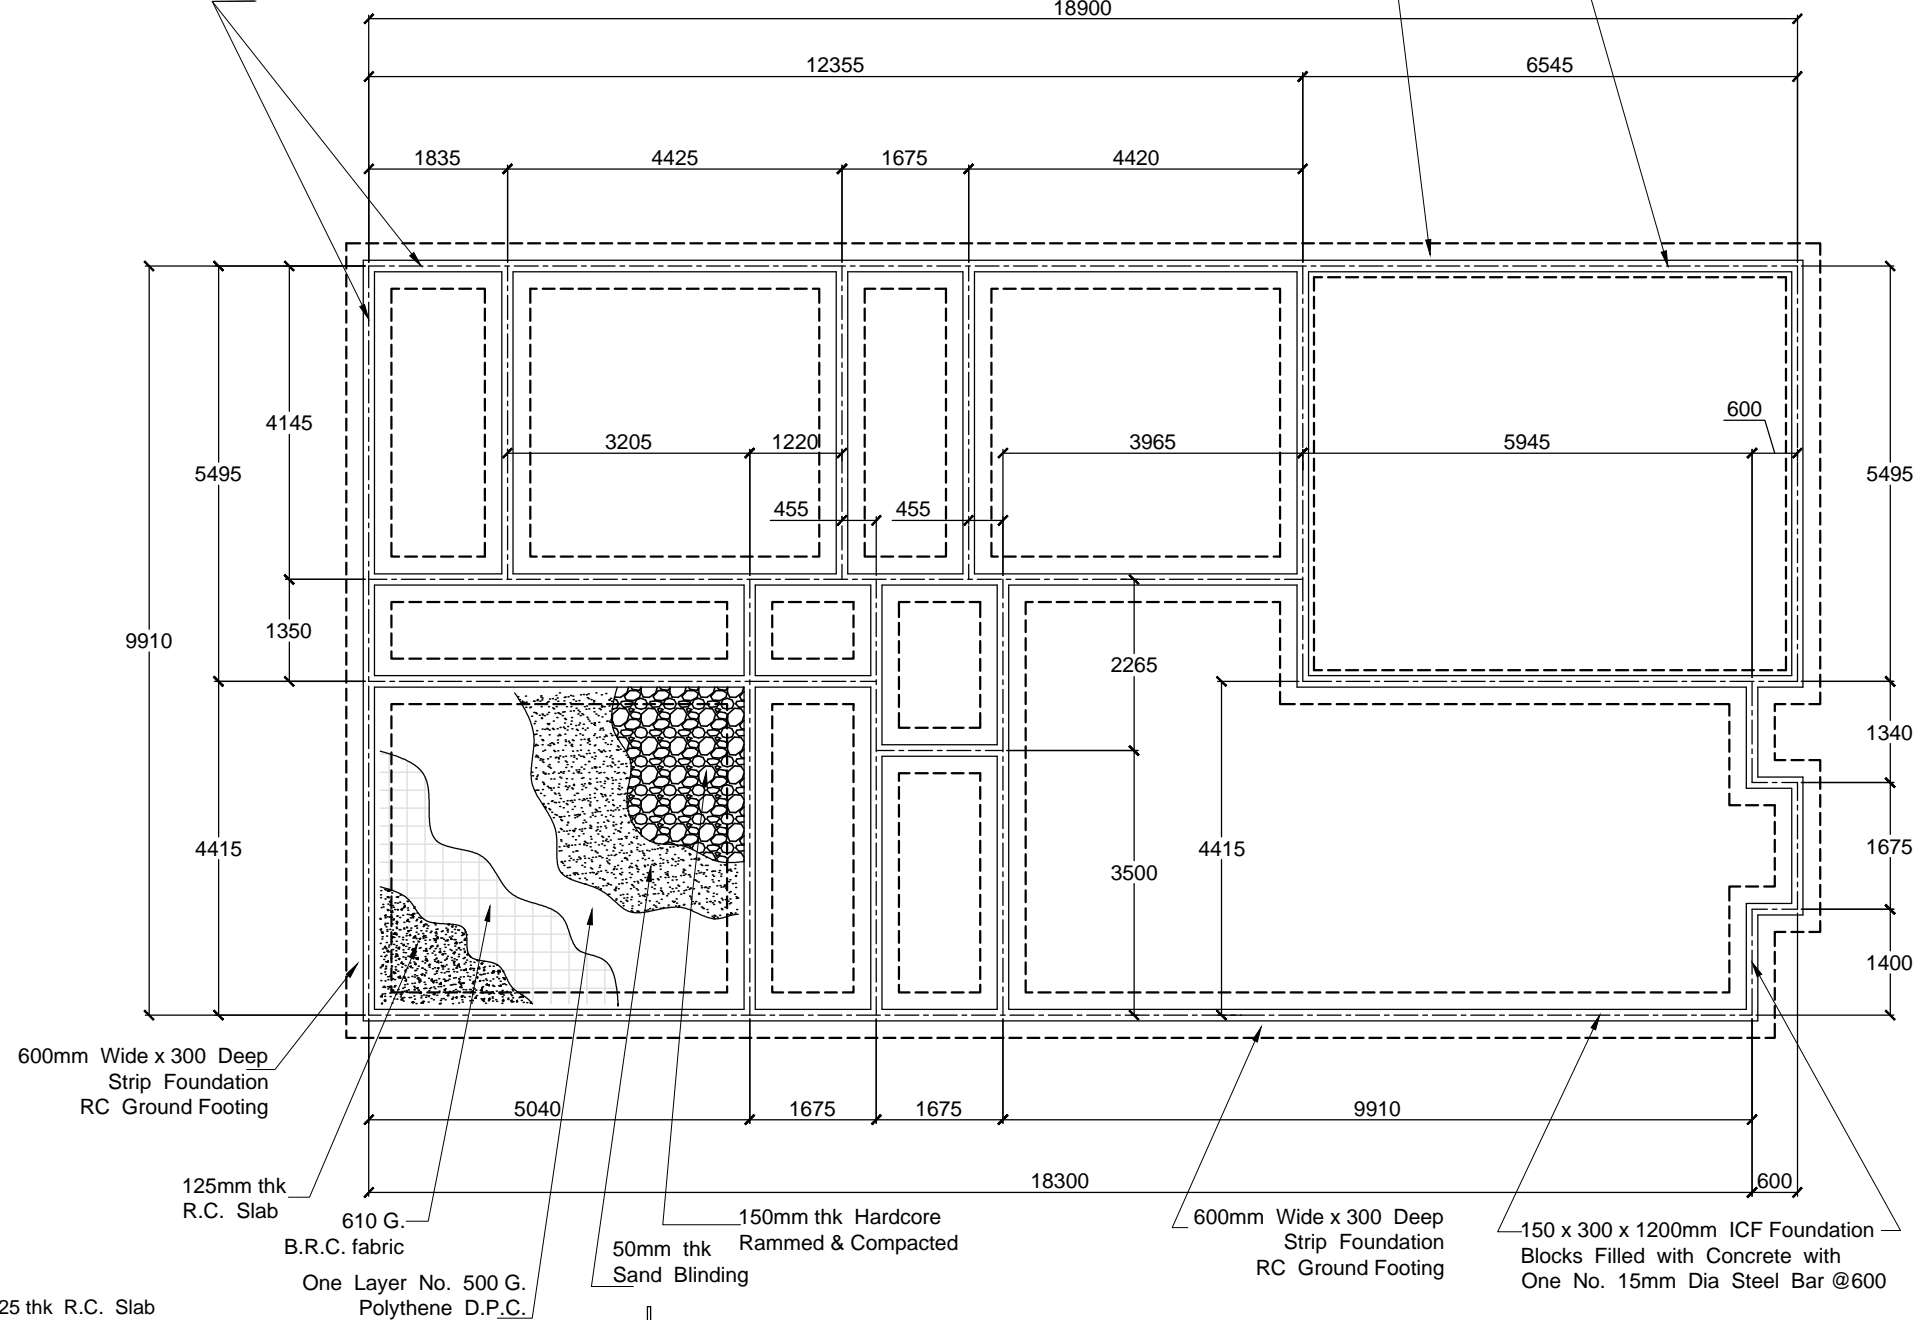 18900
12355
6545
1835
4425
1675
4420
600
4145
3205
1220
3965
5945
5495
5495
455
455
1350
9910
2265
1340
4415
4415
1675
3500
1400
600mm Wide x 300 Deep
Strip Foundation
RC Ground Footing
5040
1675
1675
9910
18300
600
125mm thk
R.C. Slab
610 G.
B.R.C. fabric
One Layer No. 500 G.
Polythene D.P.C.
50mm thk
Sand Blinding
150mm thk Hardcore
Rammed & Compacted
600mm Wide x 300 Deep
Strip Foundation
RC Ground Footing
150 x 300 x 1200mm ICF Foundation
Blocks Filled with Concrete with
One No. 15mm Dia Steel Bar @600
25 thk R.C. Slab